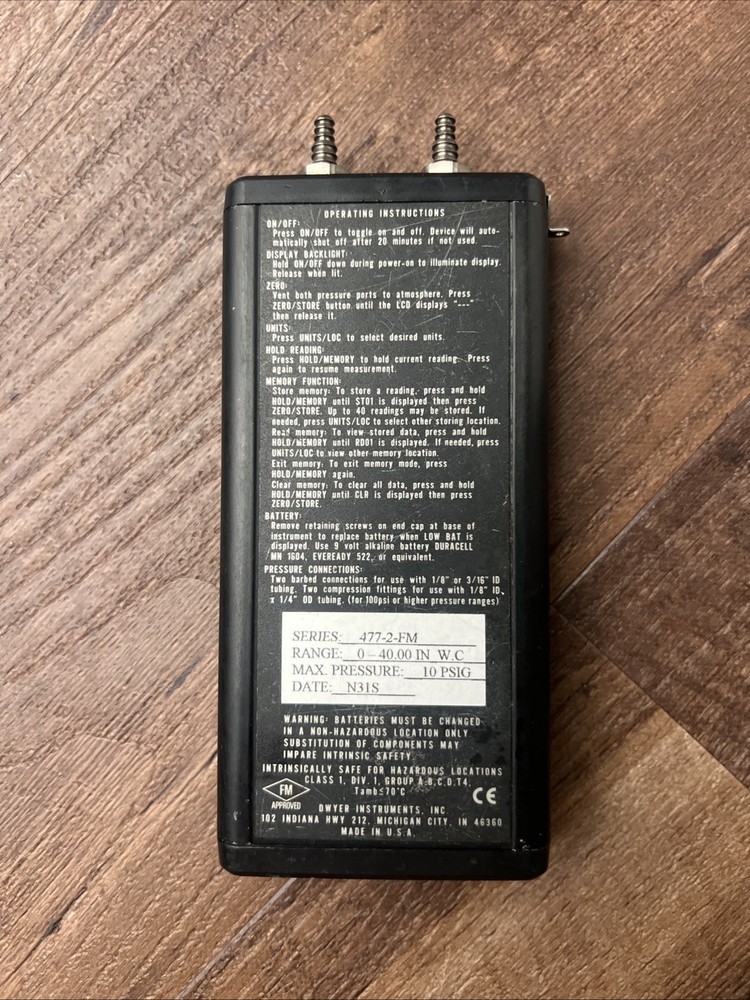 OPERATING INSTRUCTIONS
ON/OFF:
Press ON/OFF to toggle on and off. Device will auto-
matically shut off after 20 minutes if not used.
DISPLAY BACKLIGHT:
Hold ON/OFF down during power-on to illuminate display.
Release when lit.
ZERO:
Vent both pressure ports to atmosphere. Press
ZERO/STORE button until the LCD displays "---"
then release it.
UNITS:
Press UNITS/LOC to select desired units.
HOLD READING:
Press HOLD/MEMORY to hold current reading. Press
again to resume measurement.
MEMORY FUNCTION:
Store memory: To store a reading, press and hold
HOLD/MEMORY until ST01 is displayed then press
ZERO/STORE. Up to 40 readings may be stored. If
needed, press UNITS/LOC to select other storing location.
Read memory: To view stored data, press and hold
HOLD/MEMORY until RD01 is displayed. If needed, press
UNITS/LOC to view other memory location.
Exit memory: To exit memory mode, press
HOLD/MEMORY again.
Clear memory: To clear all data, press and hold
HOLD/MEMORY until CLR is displayed then press
ZERO/STORE.
BATTERY:
Remove retaining screws on end cap at base of
instrument to replace battery when LOW BAT is
displayed. Use 9 volt alkaline battery DURACELL
MN 1604, EVEREADY 522, or equivalent.
PRESSURE CONNECTIONS:
Two barbed connections for use with 1/8" or 3/16" ID
tubing. Two compression fittings for use with 1/8" ID,
x 1/4" OD tubing. (for 100psi or higher pressure ranges)
SERIES: 477-2-FM
RANGE: 0 – 40.00 IN W.C
MAX. PRESSURE: 10 PSIG
DATE: N31S
WARNING: BATTERIES MUST BE CHANGED
IN A NON-HAZARDOUS LOCATION ONLY
SUBSTITUTION OF COMPONENTS MAY
IMPAIRE INTRINSIC SAFETY
INTRINSICALLY SAFE FOR HAZARDOUS LOCATIONS
CLASS 1, DIV. 1, GROUP A,B,C,D,T4,
Tamb≤70°C
FM
APPROVED
CE
DWYER INSTRUMENTS, INC.
102 INDIANA HWY 212, MICHIGAN CITY, IN 46360
MADE IN U.S.A.